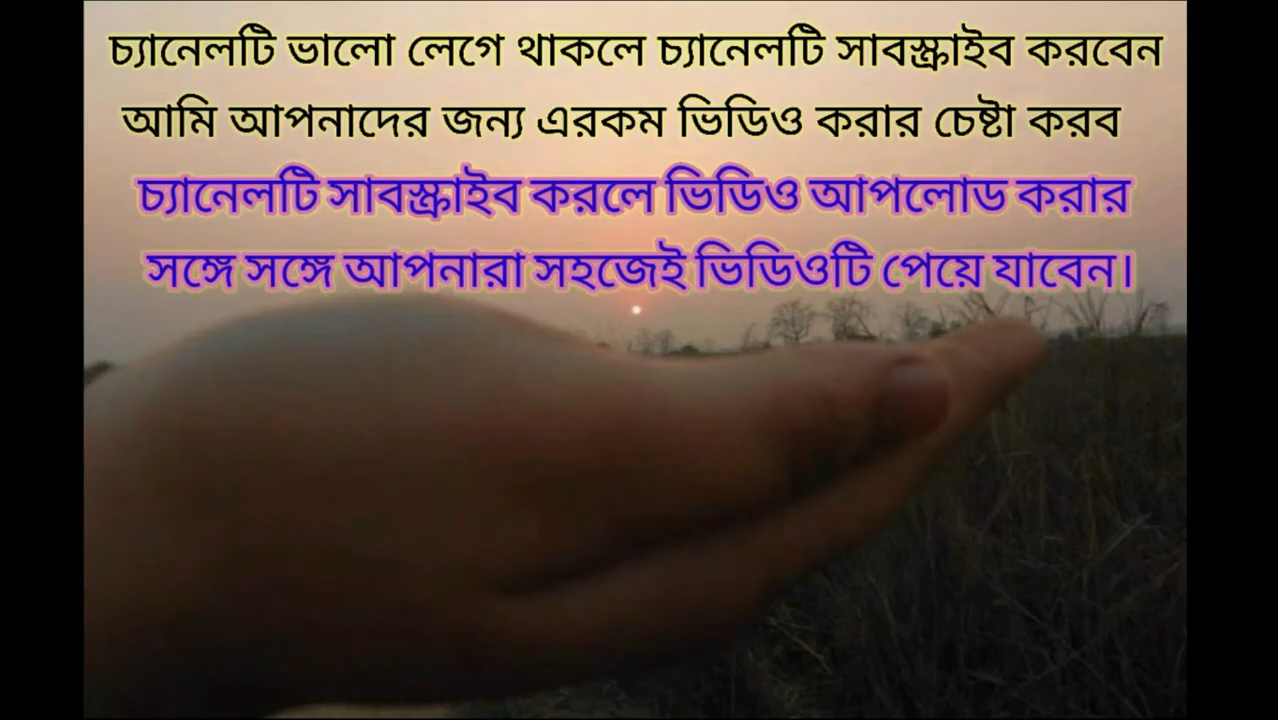 চ্যানেলটি ভালো লেগে থাকলে চ্যানেলটি সাবস্ক্রাইব করবেন
আমি আপনাদের জন্য এরকম ভিডিও করার চেষ্টা করব
চ্যানেলটি সাবস্ক্রাইব করলে ভিডিও আপলোড করার
সঙ্গে সঙ্গে আপনারা সহজেই ভিডিওটি পেয়ে যাবেন।